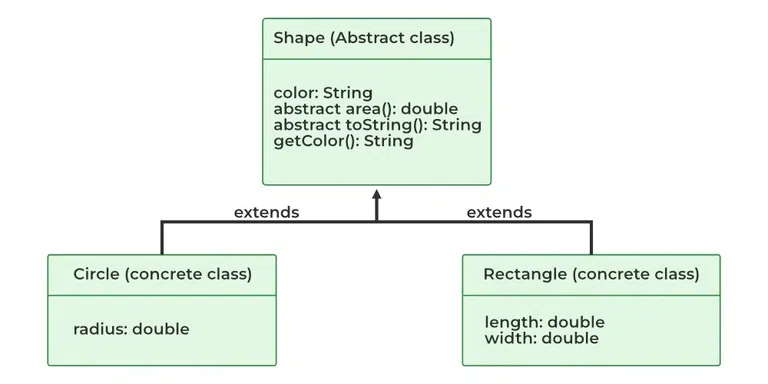 Shape (Abstract class)
color: String
abstract area(): double
abstract toString(): String
getColor(): String
extends
extends
Circle (concrete class)
radius: double
Rectangle (concrete class)
length: double
width: double